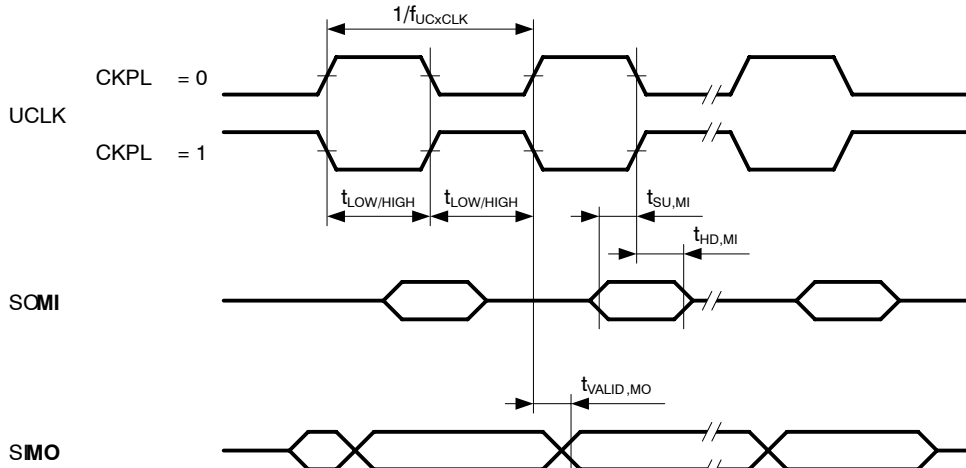 1/fUCxCLK
CKPL = 0
UCLK
CKPL = 1
tLOW/HIGH tLOW/HIGH tSU,MI
tHD,MI
SOMI
tVALID,MO
SIMO